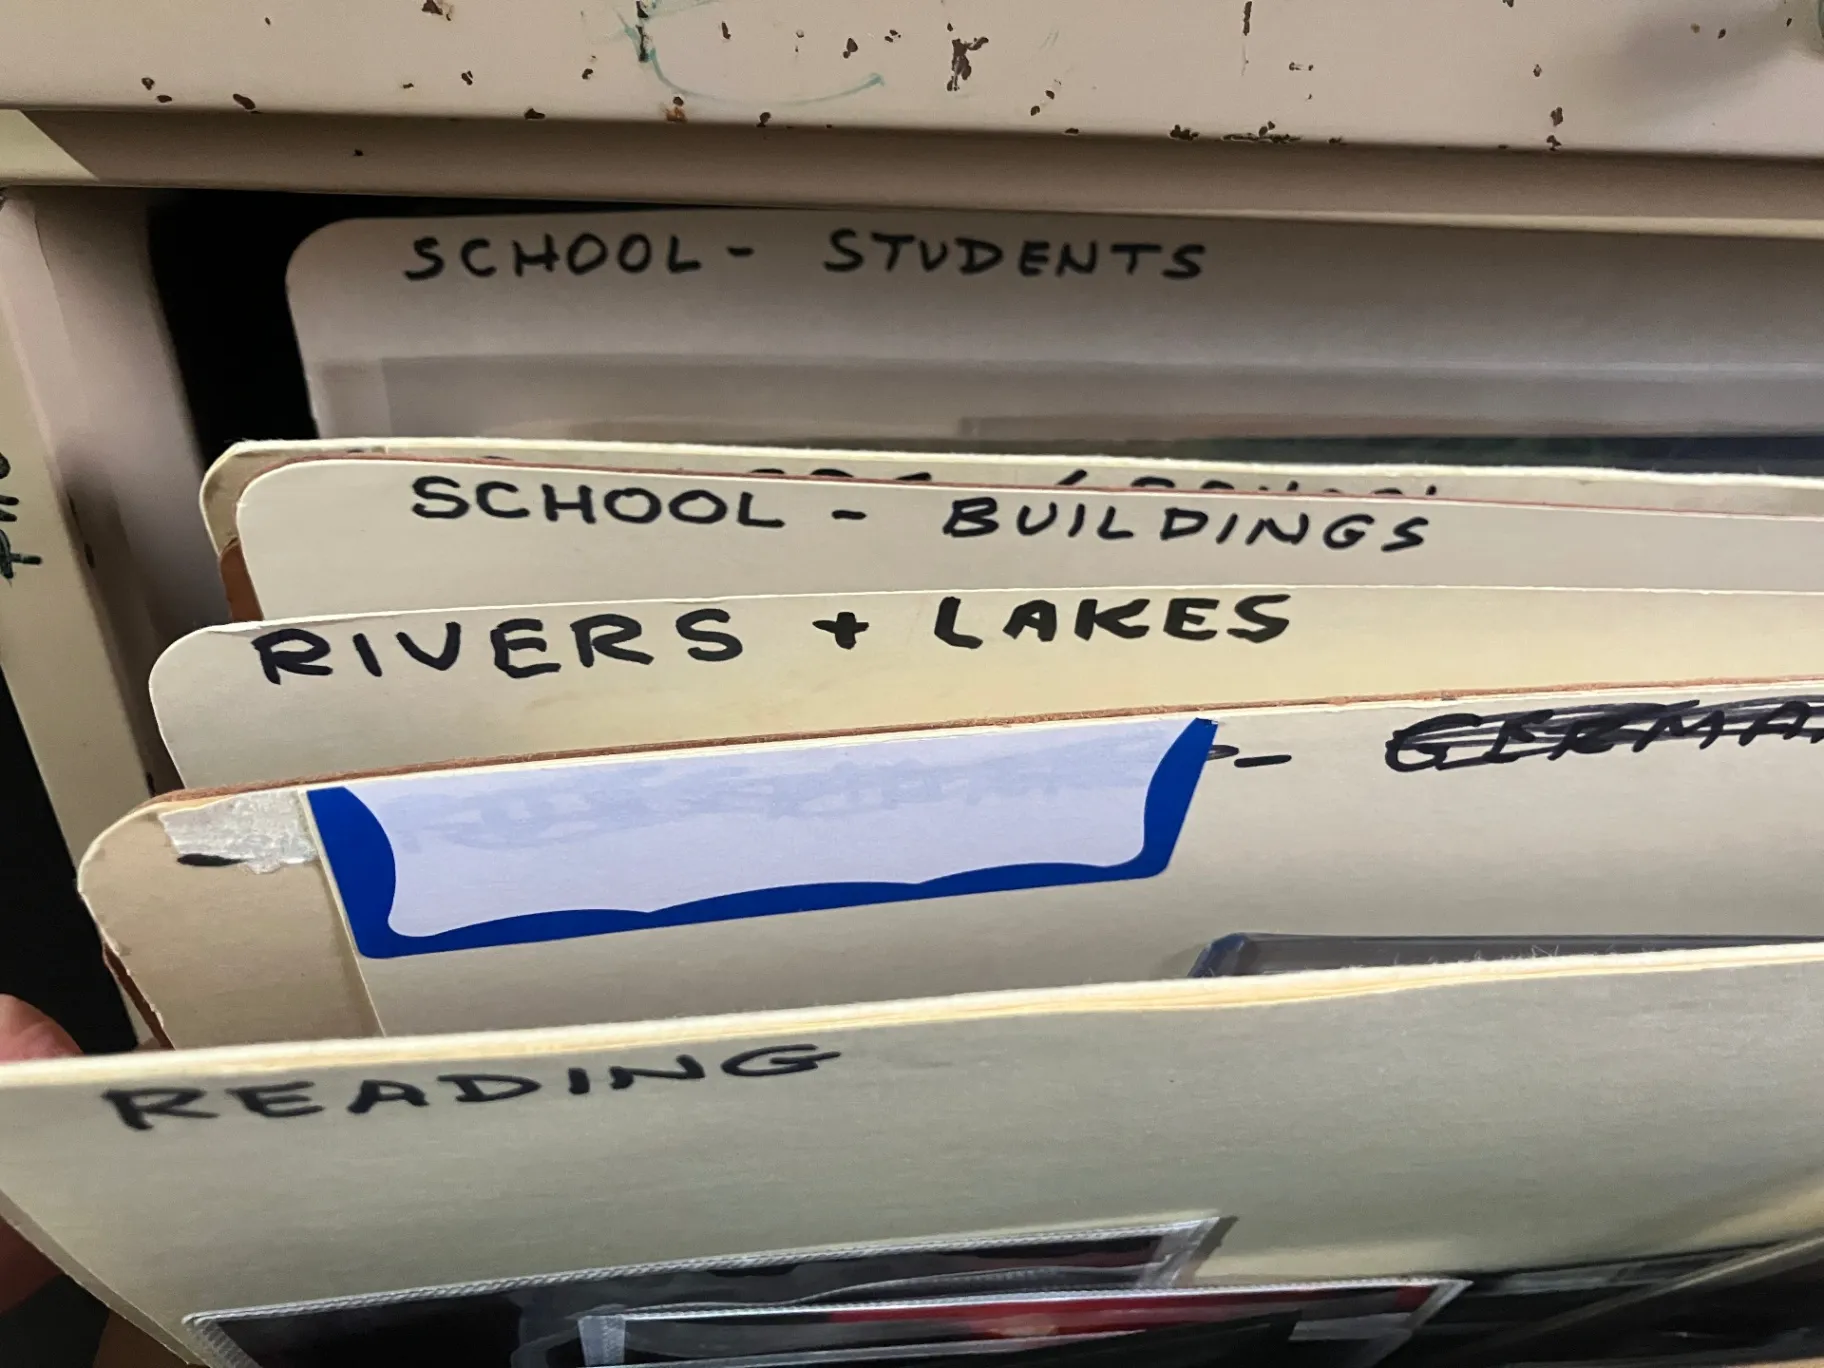 SCHOOL - STUDENTS
SCHOOL - BUILDINGS
RIVERS + LAKES
-
READING